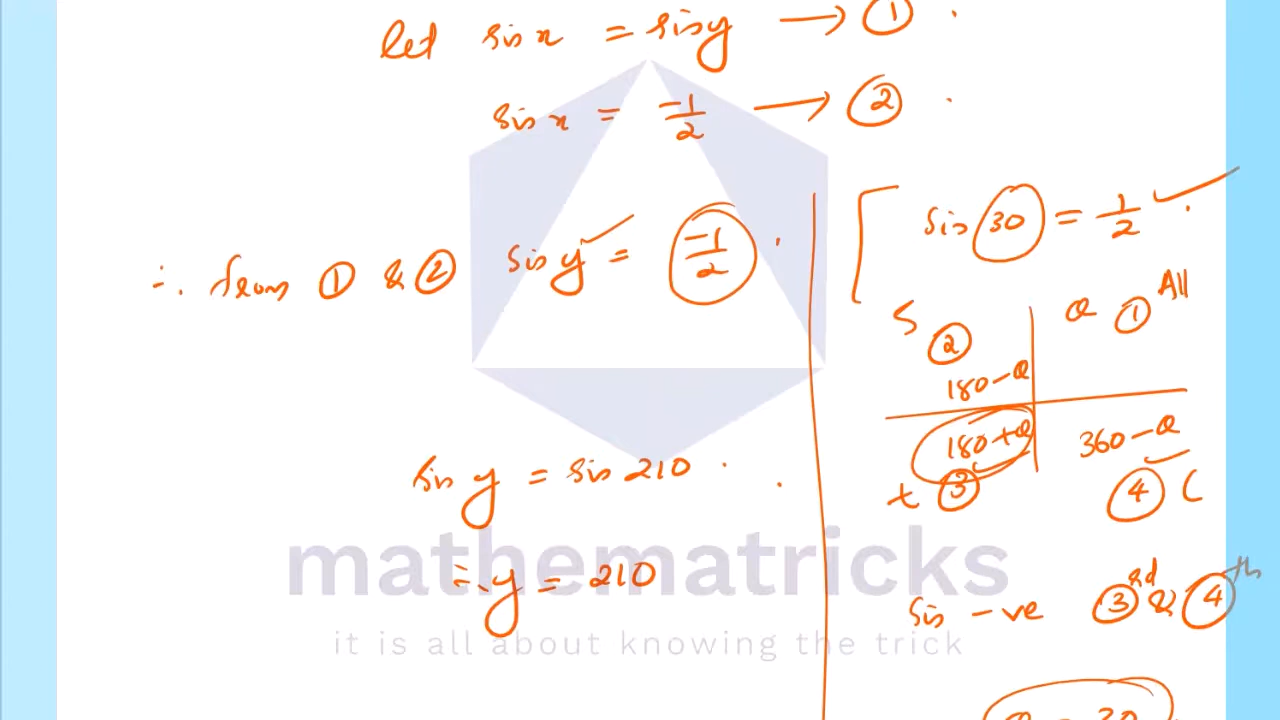 let sin x = sin y → ①
sin x = -1/2 → ②
∴ from ① & ② sin y = -1/2
sin y = sin 210
∴ y = 210
sin 30 = 1/2
S ② θ ① All
180-θ
180+θ 360-θ
t ③ ④ C
sin -ve ③rd & ④th
θ = 30
mathematricks
it is all about knowing the trick